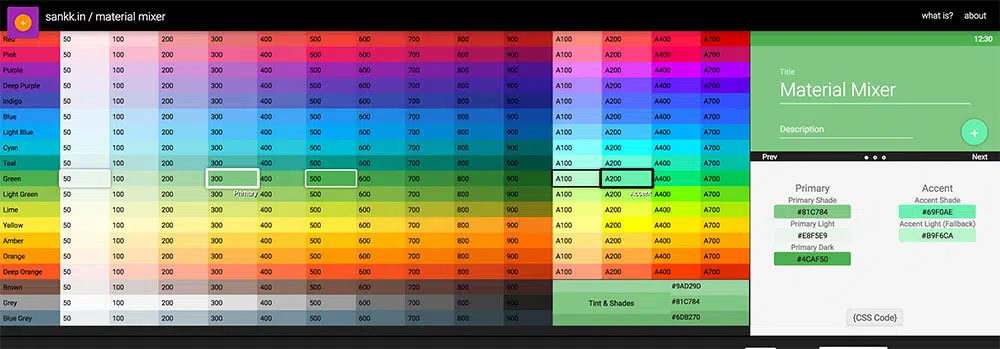 sankk.in / material mixer what is? about
Red 50 100 200 300 400 500 600 700 800 900 A100 A200 A400 A700
Pink 50 100 200 300 400 500 600 700 800 900 A100 A200 A400 A700
Purple 50 100 200 300 400 500 600 700 800 900 A100 A200 A400 A700
Deep Purple 50 100 200 300 400 500 600 700 800 900 A100 A200 A400 A700
Indigo 50 100 200 300 400 500 600 700 800 900 A100 A200 A400 A700
Blue 50 100 200 300 400 500 600 700 800 900 A100 A200 A400 A700
Light Blue 50 100 200 300 400 500 600 700 800 900 A100 A200 A400 A700
Cyan 50 100 200 300 400 500 600 700 800 900 A100 A200 A400 A700
Teal 50 100 200 300 400 500 600 700 800 900 A100 A200 A400 A700
Green 50 100 200 300 400 500 600 700 800 900 A100 A200 A400 A700
Primary Accent
Light Green 50 100 200 300 400 500 600 700 800 900 A100 A200 A400 A700
Lime 50 100 200 300 400 500 600 700 800 900 A100 A200 A400 A700
Yellow 50 100 200 300 400 500 600 700 800 900 A100 A200 A400 A700
Amber 50 100 200 300 400 500 600 700 800 900 A100 A200 A400 A700
Orange 50 100 200 300 400 500 600 700 800 900 A100 A200 A400 A700
Deep Orange 50 100 200 300 400 500 600 700 800 900 A100 A200 A400 A700
Brown 50 100 200 300 400 500 600 700 800 900
Grey 50 100 200 300 400 500 600 700 800 900
Blue Grey 50 100 200 300 400 500 600 700 800 900
Tint & Shades
#9AD29D
#81C784
#6DB270
12:30
Title
Material Mixer
Description
+
Prev Next
Primary
Primary Shade
#81C784
Primary Light
#E8F5E9
Primary Dark
#4CAF50
Accent
Accent Shade
#69F0AE
Accent Light (Fallback)
#B9F6CA
{CSS Code}